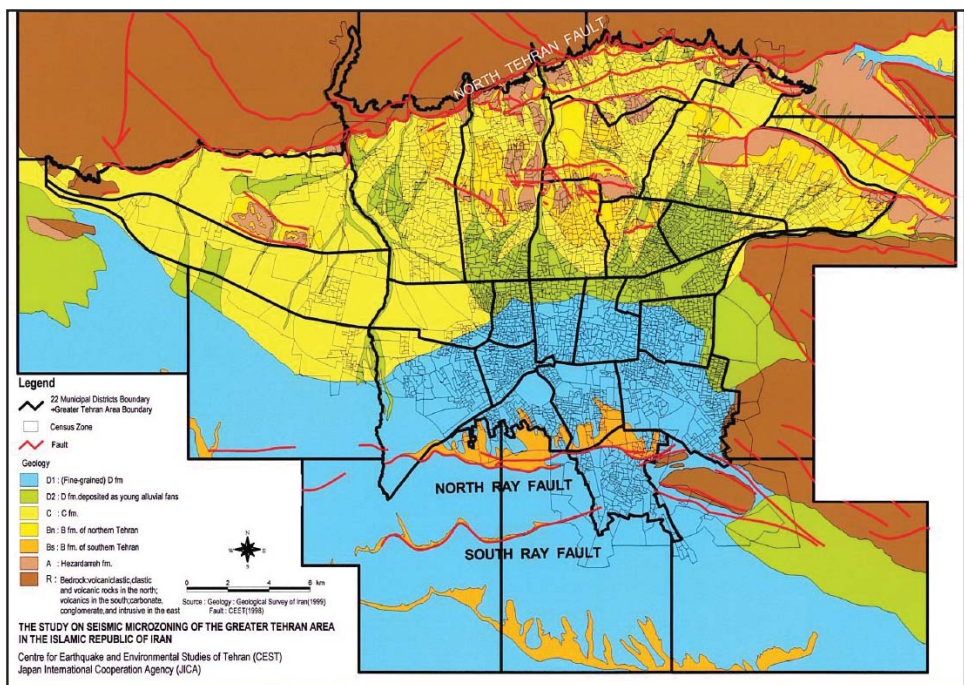 NORTH TEHRAN FAULT
NORTH RAY FAULT
SOUTH RAY FAULT
Legend
22 Municipal Districts Boundary
+Greater Tehran Area Boundary
Census Zone
Fault
Geology
D1 : (Fine-grained) D fm
D2 : D fm.deposited as young alluvial fans
C : C fm.
Bn : B fm. of northern Tehran
Bs : B fm. of southern Tehran
A : Hezardarreh fm.
R : Bedrock:volcaniclastic,clastic
and volcanic rocks in the north;
volcanics in the south;carbonate,
conglomerate,and intrusive in the east
N
W E
S
0 2 4 6 km
Source : Geology : Geological Survey of Iran(1999)
Fault : CEET(1998)
THE STUDY ON SEISMIC MICROZONING OF THE GREATER TEHRAN AREA
IN THE ISLAMIC REPUBLIC OF IRAN
Centre for Earthquake and Environmental Studies of Tehran (CEST)
Japan International Cooperation Agency (JICA)